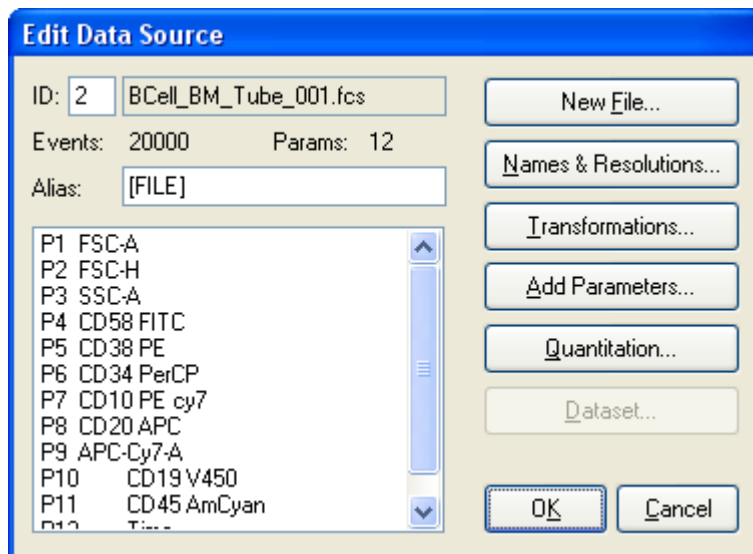 Edit Data Source
ID: 2 BCell_BM_Tube_001.fcs
New File...
Events: 20000 Params: 12
Names & Resolutions...
Alias: [FILE]
Transformations...
Add Parameters...
Quantitation...
Dataset...
P1 FSC-A
P2 FSC-H
P3 SSC-A
P4 CD58 FITC
P5 CD38 PE
P6 CD34 PerCP
P7 CD10 PE cy7
P8 CD20 APC
P9 APC-Cy7-A
P10 CD19 V450
P11 CD45 AmCyan
P12 Time
OK Cancel